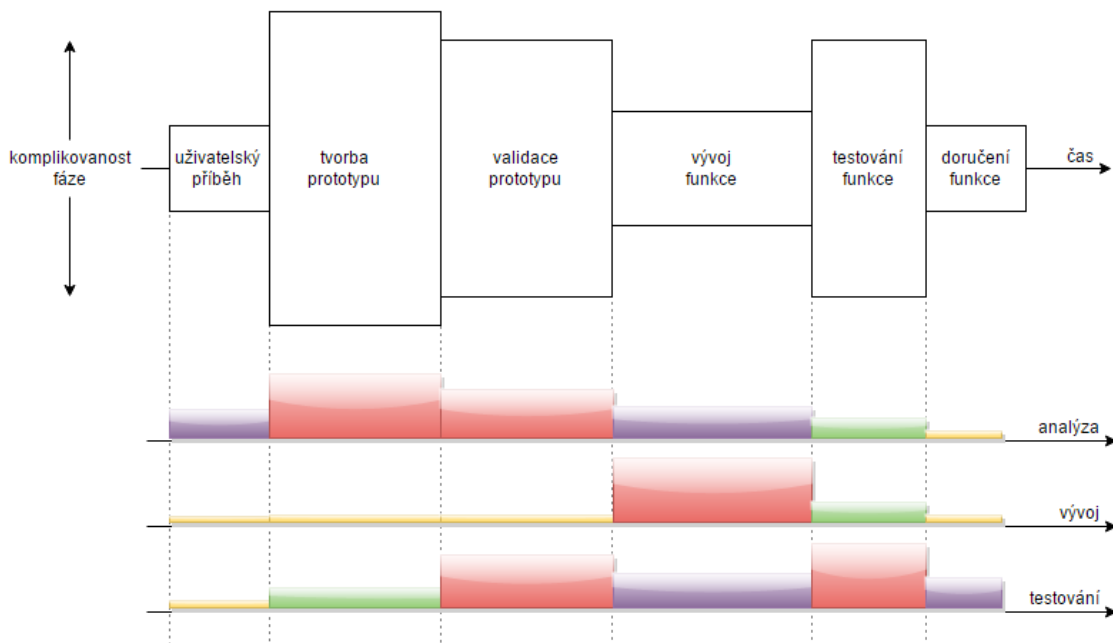 komplikovanost
fáze
uživatelský
příběh
tvorba
prototypu
validace
prototypu
vývoj
funkce
testování
funkce
doručení
funkce
čas
analýza
vývoj
testování